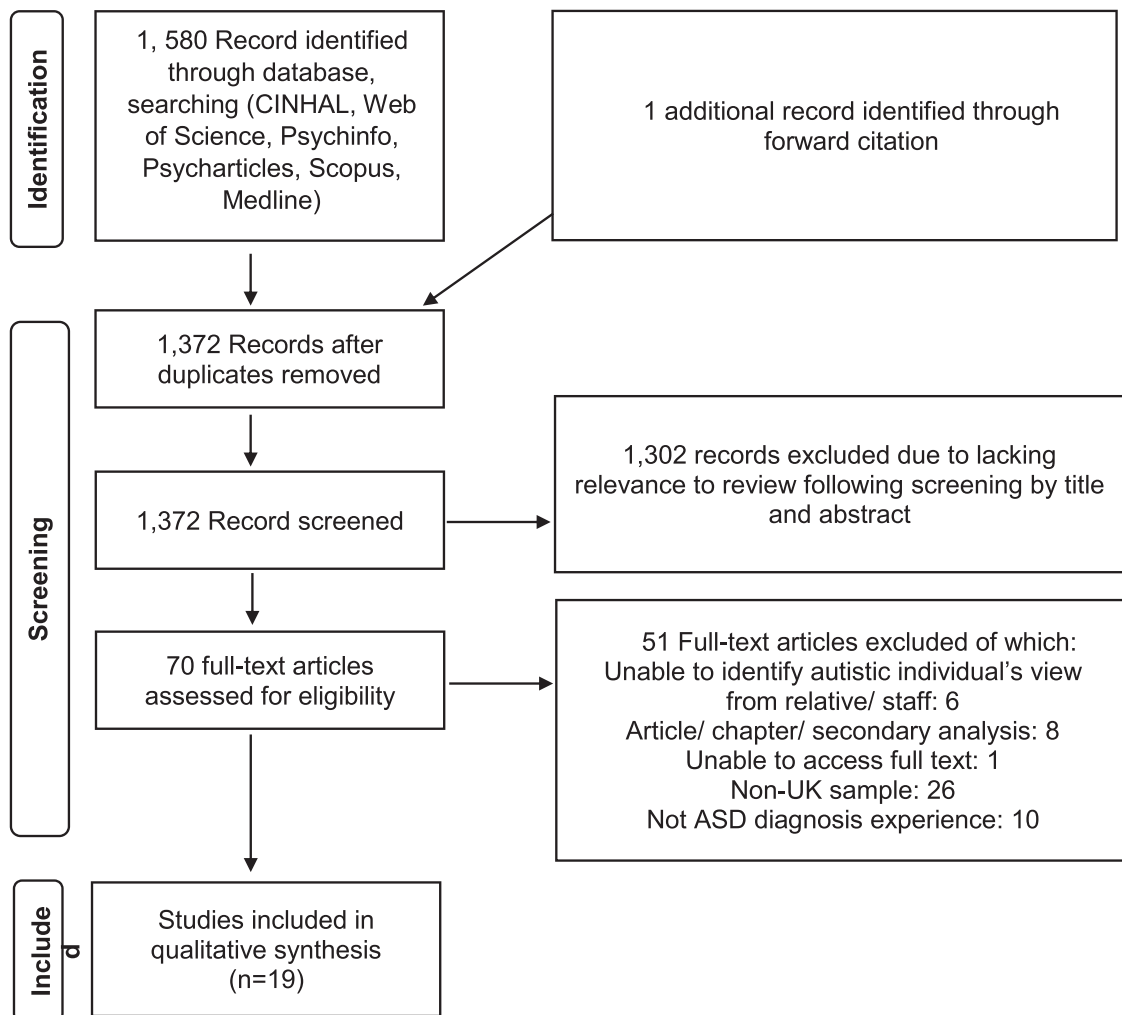 Identification
1, 580 Record identified
through database,
searching (CINHAL, Web
of Science, Psychinfo,
Psycharticles, Scopus,
Medline)
1 additional record identified through
forward citation
Screening
1,372 Records after
duplicates removed
1,372 Record screened
1,302 records excluded due to lacking
relevance to review following screening by title
and abstract
70 full-text articles
assessed for eligibility
51 Full-text articles excluded of which:
Unable to identify autistic individual’s view
from relative/ staff: 6
Article/ chapter/ secondary analysis: 8
Unable to access full text: 1
Non-UK sample: 26
Not ASD diagnosis experience: 10
Include
d
Studies included in
qualitative synthesis
(n=19)